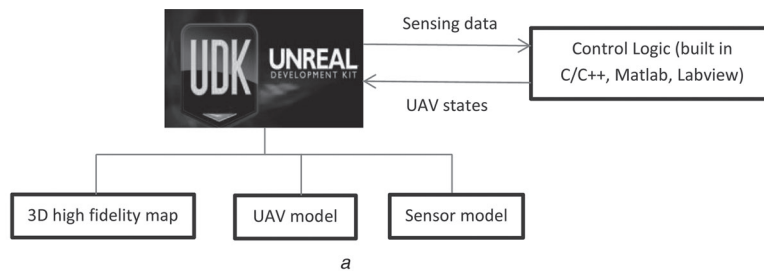 Sensing data
UDK
UNREAL
DEVELOPMENT KIT
Control Logic (built in
C/C++, Matlab, Labview)
UAV states
3D high fidelity map
UAV model
Sensor model
a